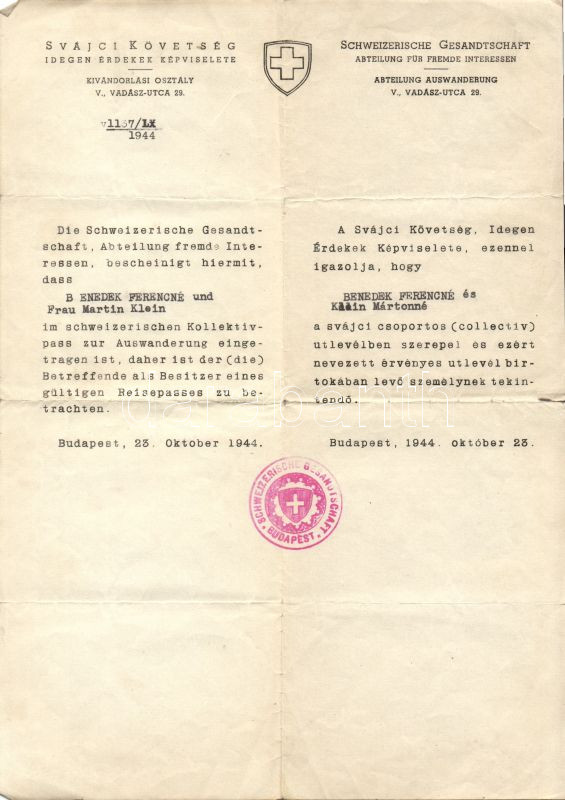 SVÁJCI KÖVETSÉG
IDEGEN ÉRDEKEK KÉPVISELETE
KIVÁNDORLÁSI OSZTÁLY
V., VADÁSZ-UTCA 29.
1137/LX
1944
SCHWEIZERISCHE GESANDTSCHAFT
ABTEILUNG FÜR FREMDE INTERESSEN
ABTEILUNG AUSWANDERUNG
V., VADÁSZ-UTCA 29.
Die Schweizerische Gesandt-
schaft, Abteilung fremde Inte-
ressen, bescheinigt hiermit,
dass
B ENEDEK FERENCNÉ und
Frau Martin Klein
im schweizerischen Kollektiv-
pass zur Auswanderung einge-
tragen ist, daher ist der (die)
Betreffende als Besitzer eines
gültigen Reisepasses zu be-
trachten.
Budapest, 23. Oktober 1944.
A Svájci Követség, Idegen
Érdekek Képviselete, ezennel
igazolja, hogy
BENEDEK FERENCNÉ és
Klein Mártonné
a svájci csoportos (collectiv)
utlevélben szerepel és ezért
nevezett érvényes utlevél bir-
tokában levő személynek tekin-
tendő.
Budapest, 1944. október 23.
SCHWEIZERISCHE GESANDTSCHAFT
BUDAPEST